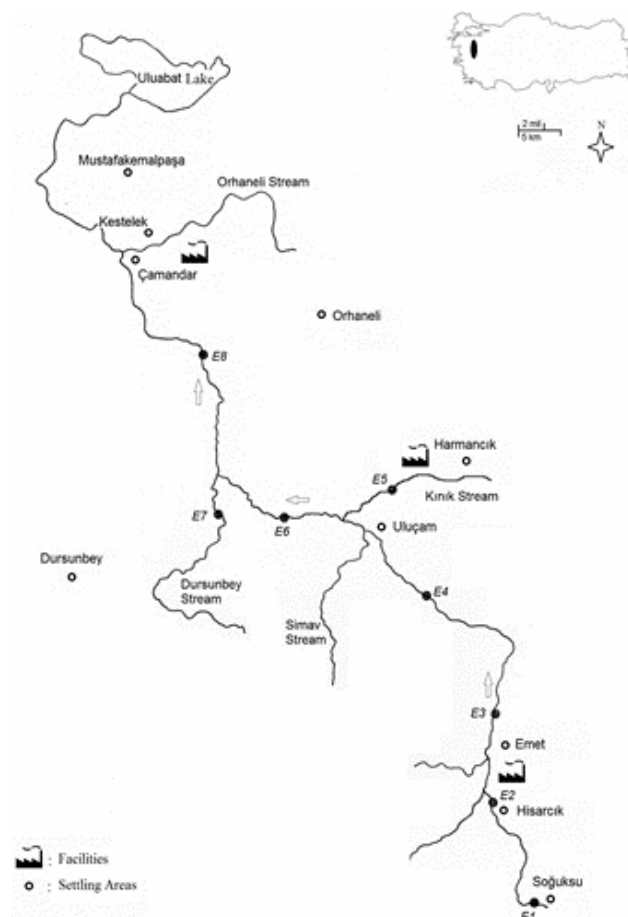 Uluabat Lake
2 mil
5 km
N
Mustafakemalpaşa
Orhaneli Stream
Kestelek
Çamandar
Orhaneli
E8
Harmancık
E5
Kınık Stream
E7
E6
Uluçam
Dursunbey
Dursunbey
Stream
E4
Simav
Stream
E3
Emet
E2
Hisarcık
: Facilities
: Settling Areas
Soğuksu
E1